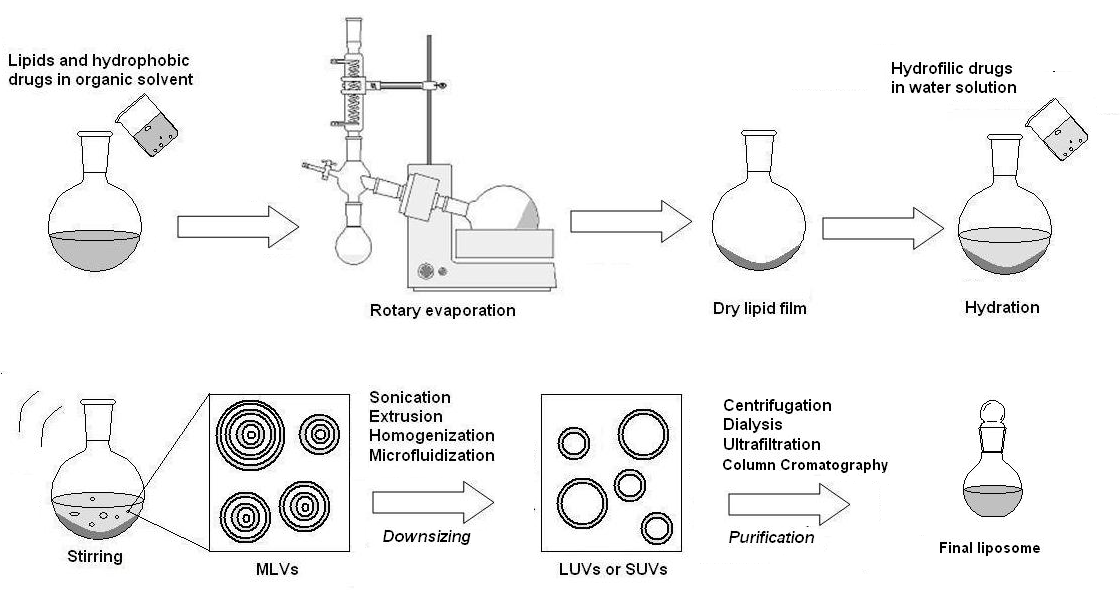 Lipids and hydrophobic
drugs in organic solvent
Hydrofilic drugs
in water solution
Rotary evaporation
Dry lipid film
Hydration
Stirring
MLVs
Sonication
Extrusion
Homogenization
Microfluidization
Downsizing
LUVs or SUVs
Centrifugation
Dialysis
Ultrafiltration
Column Cromatography
Purification
Final liposome